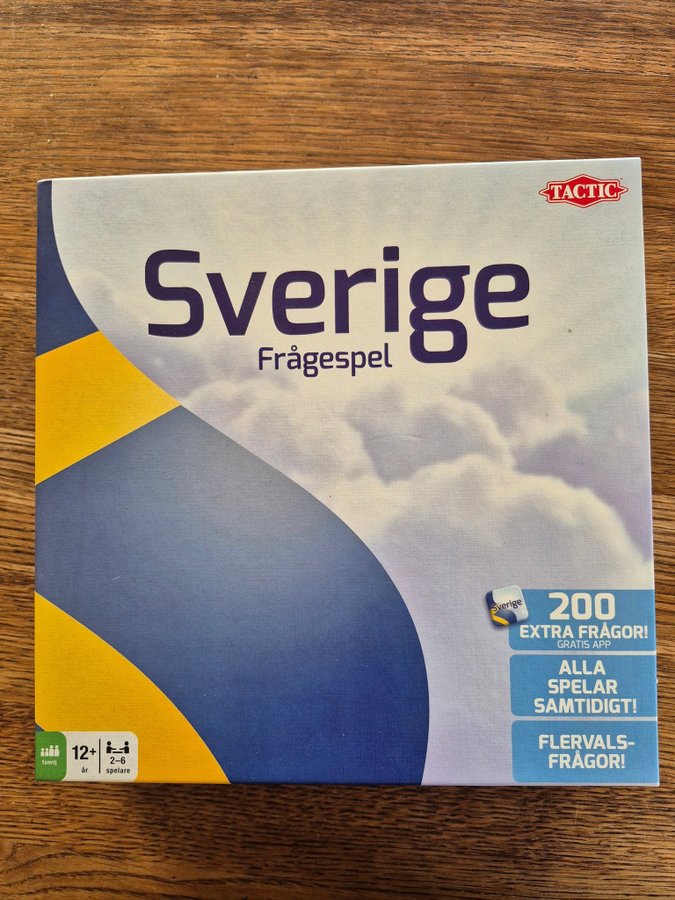 TACTIC
Sverige
Frågespel
Sverige
200
EXTRA FRÅGOR!
GRATIS APP
ALLA
SPELAR
SAMTIDIGT!
FLERVALS-
FRÅGOR!
familj
12+
år
2–6
spelare